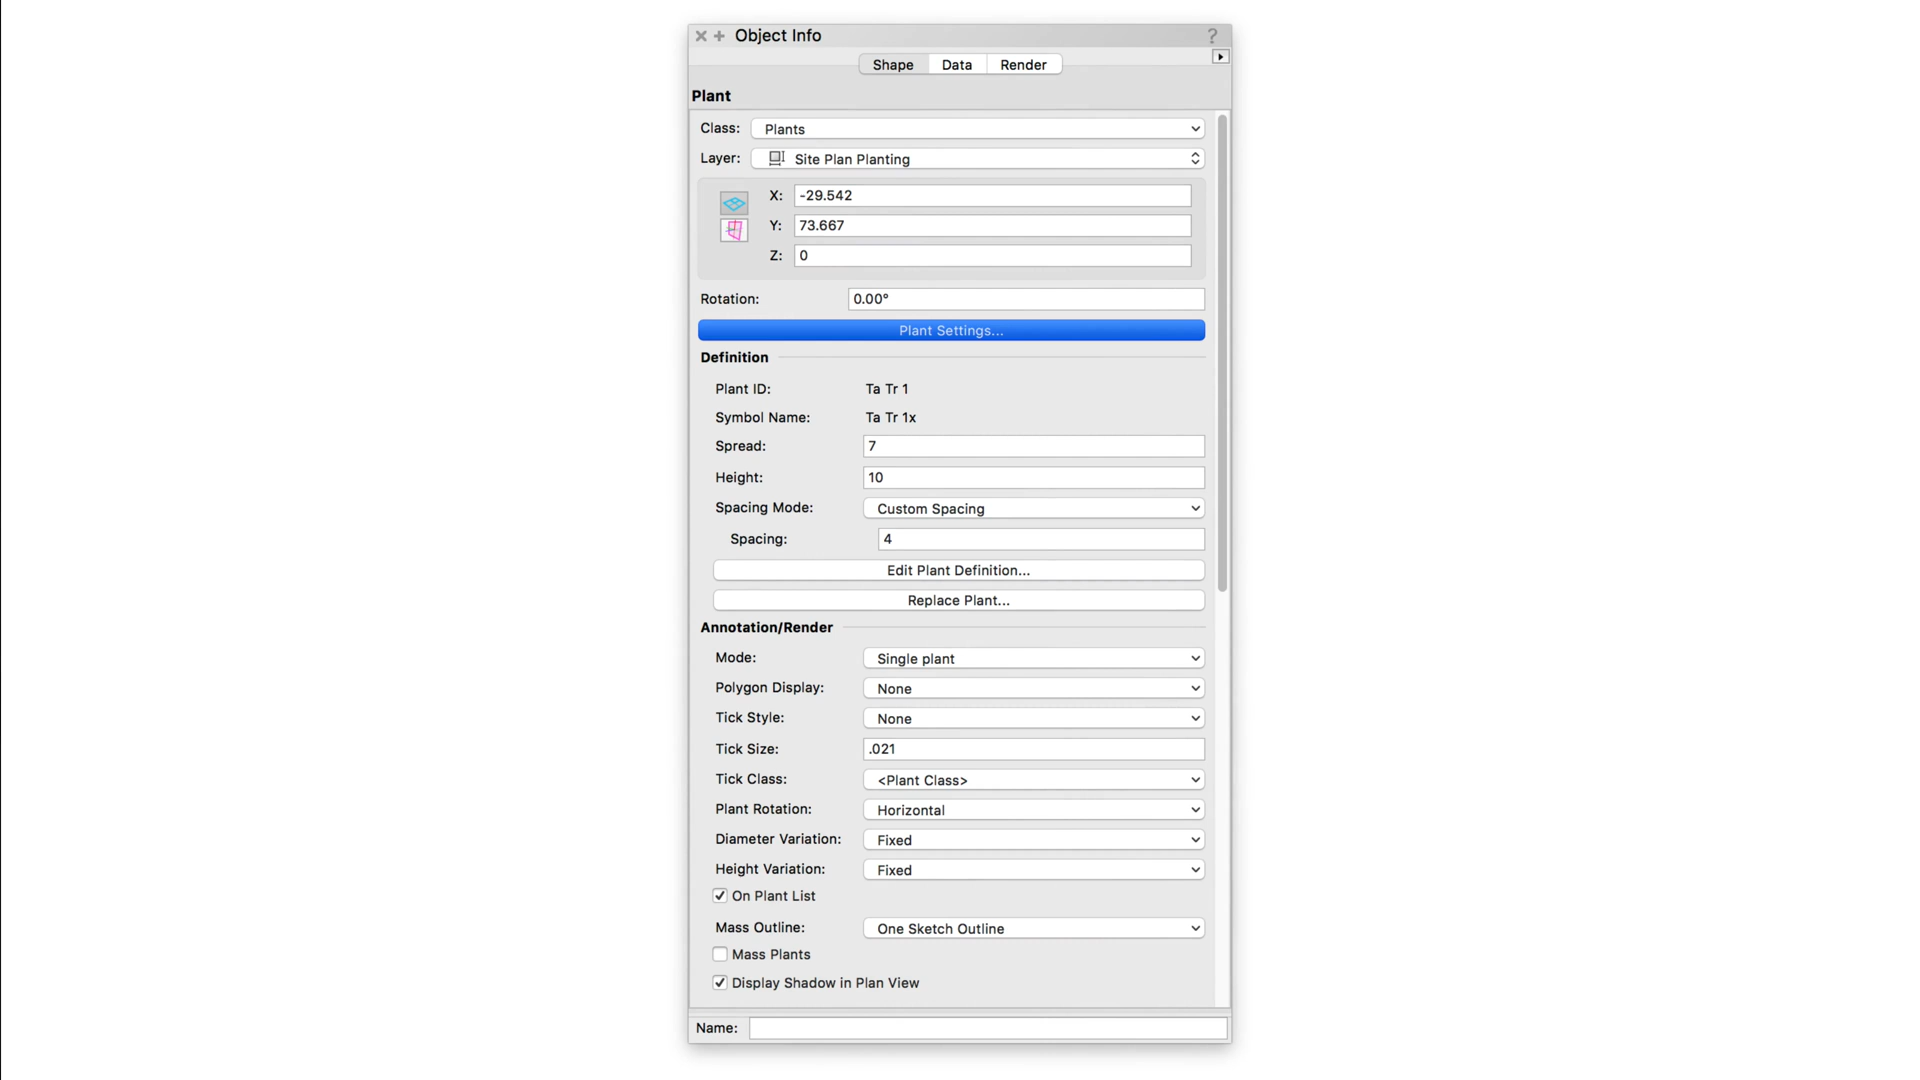 Object Info ?
Shape Data Render
Plant
Class: Plants
Layer: Site Plan Planting
X: -29.542
Y: 73.667
Z: 0
Rotation: 0.00°
Plant Settings...
Definition
Plant ID: Ta Tr 1
Symbol Name: Ta Tr 1x
Spread: 7
Height: 10
Spacing Mode: Custom Spacing
Spacing: 4
Edit Plant Definition...
Replace Plant...
Annotation/Render
Mode: Single plant
Polygon Display: None
Tick Style: None
Tick Size: .021
Tick Class: <Plant Class>
Plant Rotation: Horizontal
Diameter Variation: Fixed
Height Variation: Fixed
On Plant List
Mass Outline: One Sketch Outline
Mass Plants
Display Shadow in Plan View
Name: